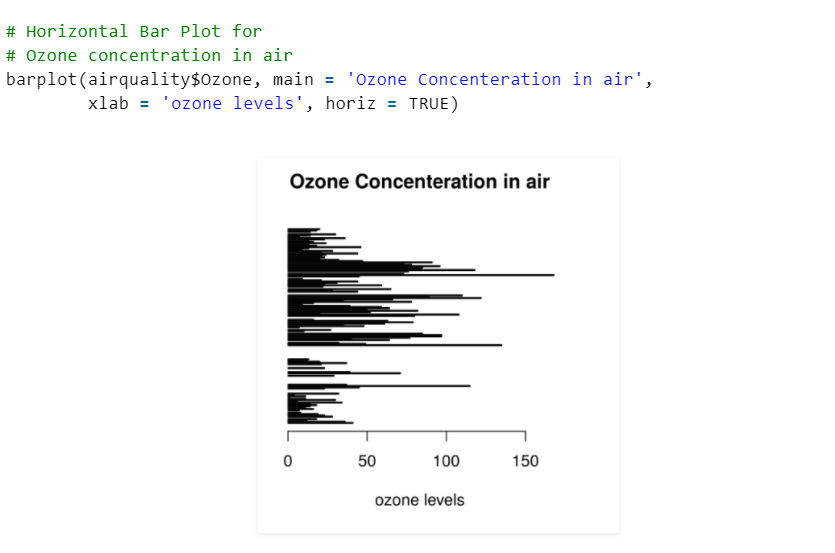 # Horizontal Bar Plot for
# Ozone concentration in air
barplot(airquality$Ozone, main = 'Ozone Concenteration in air',
        xlab = 'ozone levels', horiz = TRUE)
Ozone Concenteration in air
0 50 100 150
ozone levels